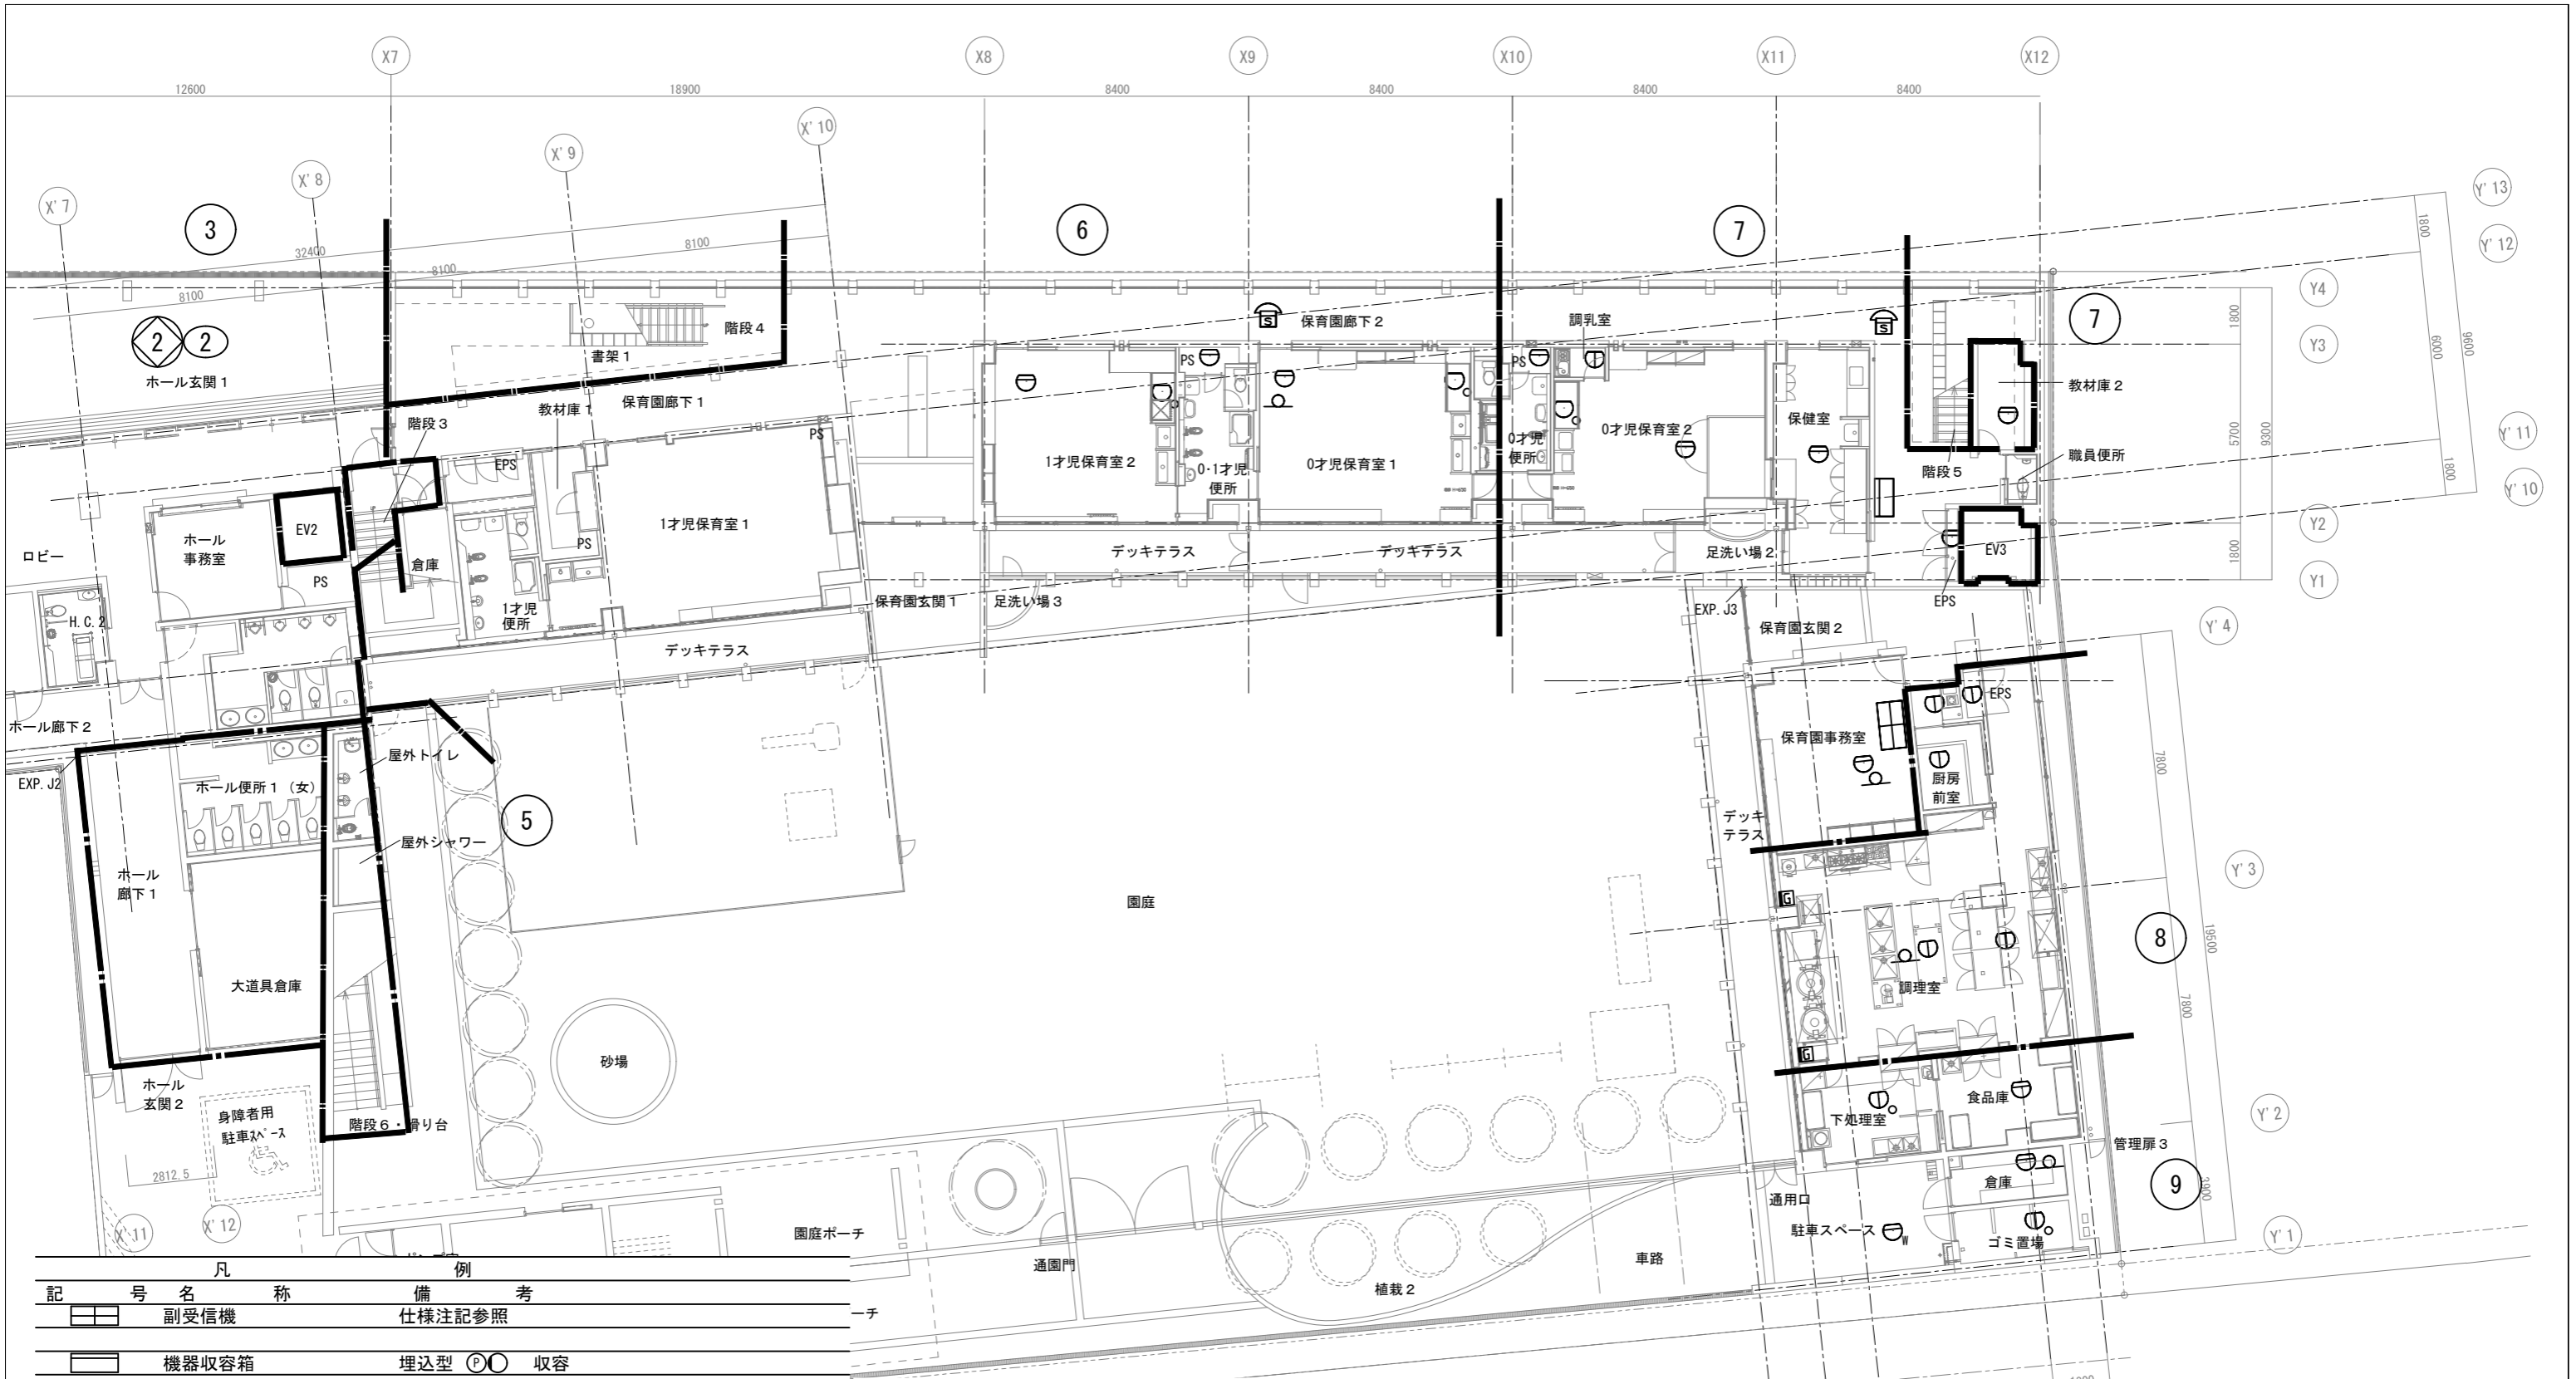 X7
X8
X9
X10
X11
X12
12600
18900
8400
8400
8400
8400
X'7
X'8
X'9
X'10
Y'13
Y'12
3
6
7
32400
8100
8100
8100
1800
Y4
1800
6000
9600
Y3
2
2
ホール玄関1
階段4
書架1
S
保育園廊下2
調乳室
S
7
教材庫2
教材庫1
保育園廊下1
階段3
PS
PS
PS
保健室
5700
9300
Y'11
1800
EPS
1才児保育室2
0・1才児
便所
0才児保育室1
0才児
便所
0才児保育室2
階段5
職員便所
Y'10
EV2
ホール
事務室
1才児保育室1
PS
倉庫
PS
ロビー
デッキテラス
デッキテラス
足洗い場2
EV3
Y2
1800
Y1
H.C.2
1才児
便所
保育園玄関1
足洗い場3
EXP.J3
保育園玄関2
EPS
Y'4
デッキテラス
ホール廊下2
EPS
保育園事務室
屋外トイレ
EXP.J2
ホール便所1（女）
厨房
前室
7800
5
デッキ
テラス
屋外シャワー
ホール
廊下1
園庭
G
Y'3
8
19500
大道具倉庫
調理室
7800
砂場
G
ホール
玄関2
身障者用
駐車スペース
階段6・滑り台
食品庫
下処理室
Y'2
管理扉3
2812.5
倉庫
9
3900
X'11
X'12
通用口
園庭ポーチ
駐車スペース
W
ゴミ置場
Y'1
通園門
車路
植栽2
凡例
記号 名称 備考
副受信機 仕様注記参照
ーチ
機器収容箱 埋込型 P 収容